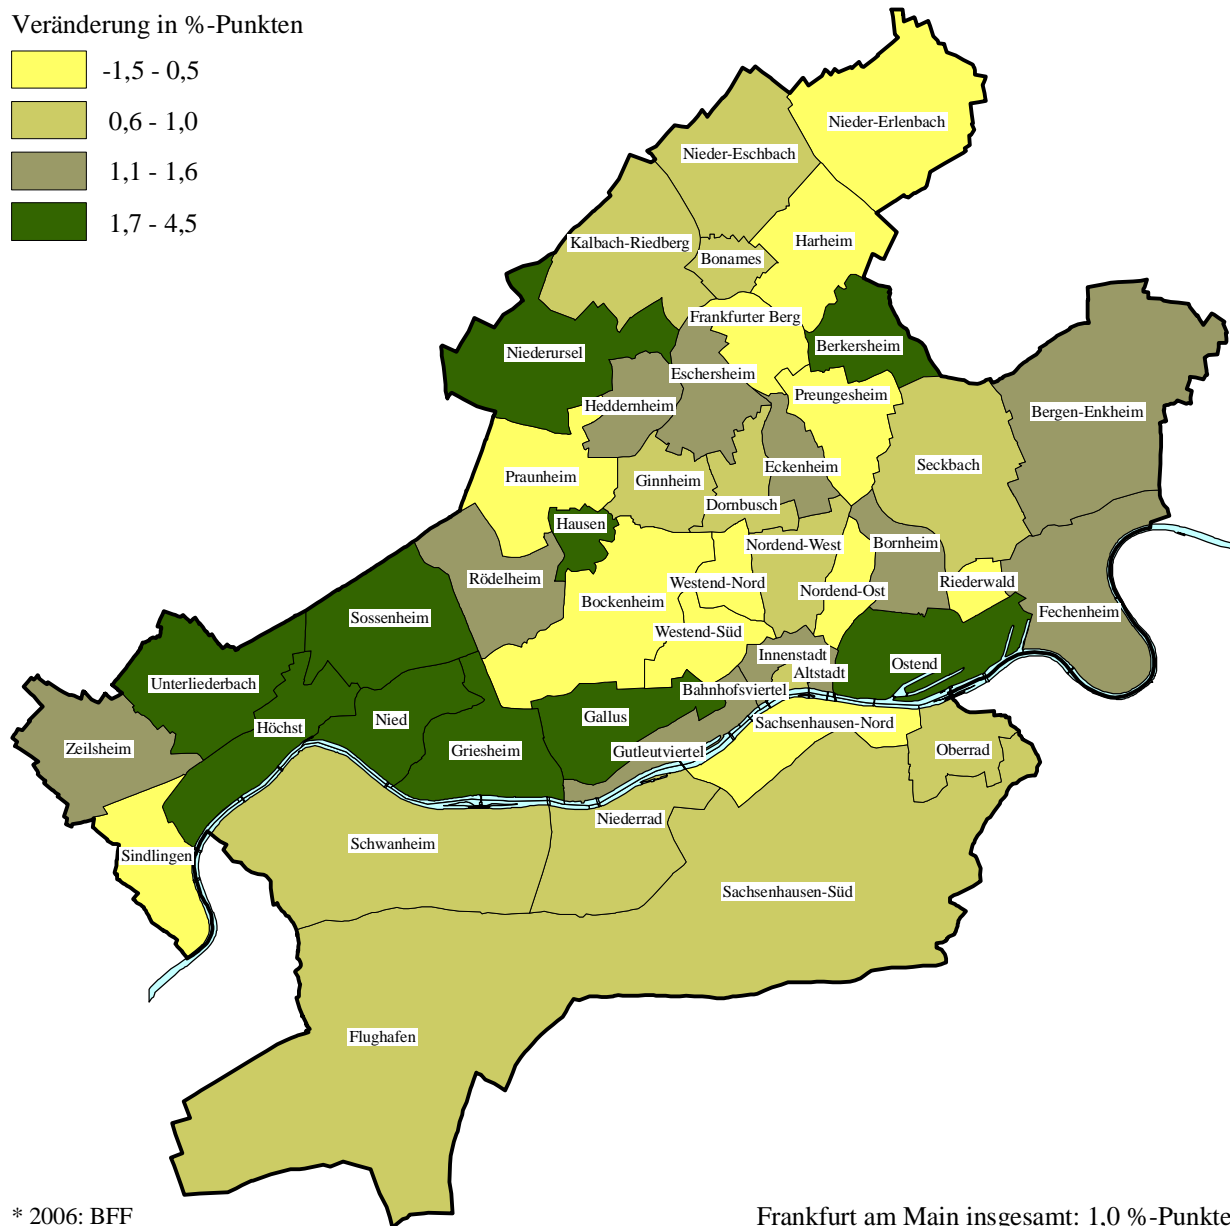 Veränderung in %-Punkten
-1,5 - 0,5
0,6 - 1,0
1,1 - 1,6
1,7 - 4,5
Nieder-Erlenbach
Nieder-Eschbach
Kalbach-Riedberg
Harheim
Bonames
Frankfurter Berg
Niederursel
Berkersheim
Eschersheim
Heddernheim
Preungesheim
Bergen-Enkheim
Praunheim
Ginnheim
Eckenheim
Seckbach
Dornbusch
Hausen
Nordend-West
Bornheim
Rödelheim
Westend-Nord
Nordend-Ost
Riederwald
Bockenheim
Fechenheim
Sossenheim
Westend-Süd
Innenstadt
Ostend
Altstadt
Unterliederbach
Bahnhofsviertel
Höchst
Nied
Gallus
Sachsenhausen-Nord
Zeilsheim
Griesheim
Gutleutviertel
Oberrad
Niederrad
Schwanheim
Sindlingen
Sachsenhausen-Süd
Flughafen
* 2006: BFF
Frankfurt am Main insgesamt: 1,0 %-Punkte